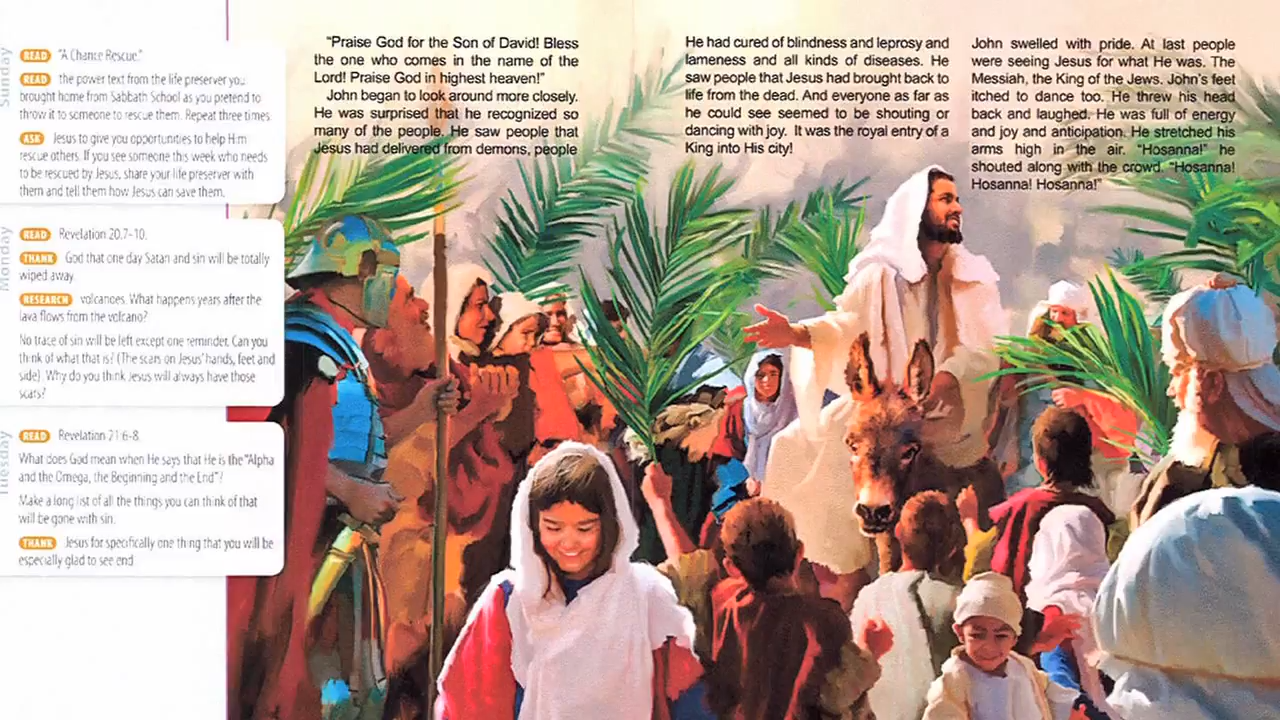 Sunday
READ "A Chance Rescue."
READ the power text from the life preserver you
brought home from Sabbath School as you pretend to
throw it to someone to rescue them. Repeat three times.
ASK Jesus to give you opportunities to help Him
rescue others. If you see someone this week who needs
to be rescued by Jesus, share your life preserver with
them and tell them how Jesus can save them.
Monday
READ Revelation 20:7-10.
THANK God that one day Satan and sin will be totally
wiped away.
RESEARCH volcanoes. What happens years after the
lava flows from the volcano?
No trace of sin will be left except one reminder. Can you
think of what that is? (The scars on Jesus' hands, feet and
side). Why do you think Jesus will always have those
scars?
Tuesday
READ Revelation 21:6-8.
What does God mean when He says that He is the "Alpha
and the Omega, the Beginning and the End"?
Make a long list of all the things you can think of that
will be gone with sin.
THANK Jesus for specifically one thing that you will be
especially glad to see end
"Praise God for the Son of David! Bless
the one who comes in the name of the
Lord! Praise God in highest heaven!"
John began to look around more closely.
He was surprised that he recognized so
many of the people. He saw people that
Jesus had delivered from demons, people
He had cured of blindness and leprosy and
lameness and all kinds of diseases. He
saw people that Jesus had brought back to
life from the dead. And everyone as far as
he could see seemed to be shouting or
dancing with joy. It was the royal entry of a
King into His city!
John swelled with pride. At last people
were seeing Jesus for what He was. The
Messiah, the King of the Jews. John's feet
itched to dance too. He threw his head
back and laughed. He was full of energy
and joy and anticipation. He stretched his
arms high in the air. "Hosanna!" he
shouted along with the crowd. "Hosanna!
Hosanna! Hosanna!"